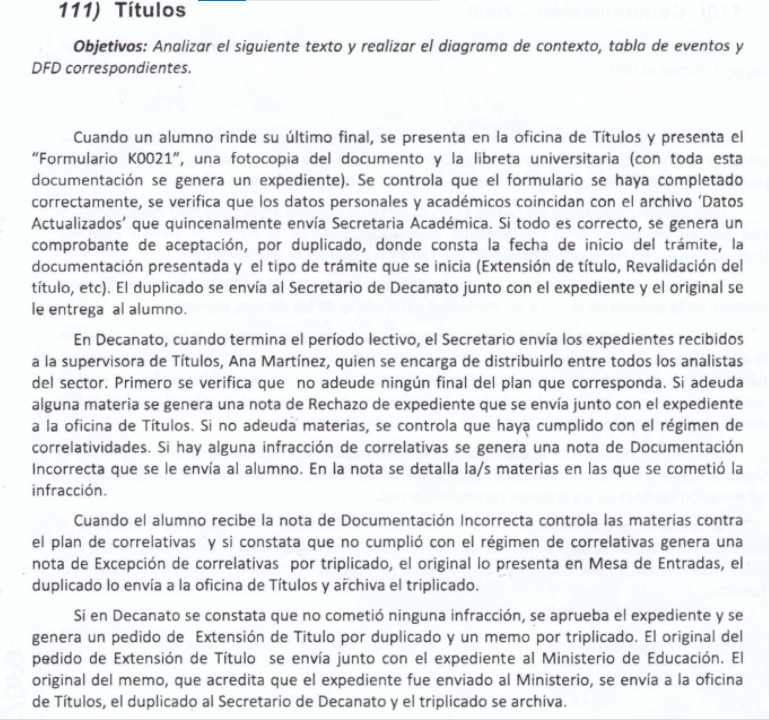 111) Títulos
Objetivos: Analizar el siguiente texto y realizar el diagrama de contexto, tabla de eventos y
DFD correspondientes.
Cuando un alumno rinde su último final, se presenta en la oficina de Títulos y presenta el
"Formulario K0021", una fotocopia del documento y la libreta universitaria (con toda esta
documentación se genera un expediente). Se controla que el formulario se haya completado
correctamente, se verifica que los datos personales y académicos coincidan con el archivo 'Datos
Actualizados' que quincenalmente envía Secretaria Académica. Si todo es correcto, se genera un
comprobante de aceptación, por duplicado, donde consta la fecha de inicio del trámite, la
documentación presentada y el tipo de trámite que se inicia (Extensión de título, Revalidación del
título, etc). El duplicado se envía al Secretario de Decanato junto con el expediente y el original se
le entrega al alumno.
En Decanato, cuando termina el período lectivo, el Secretario envía los expedientes recibidos
a la supervisora de Títulos, Ana Martínez, quien se encarga de distribuirlo entre todos los analistas
del sector. Primero se verifica que no adeude ningún final del plan que corresponda. Si adeuda
alguna materia se genera una nota de Rechazo de expediente que se envía junto con el expediente
a la oficina de Títulos. Si no adeuda materias, se controla que haya cumplido con el régimen de
correlatividades. Si hay alguna infracción de correlativas se genera una nota de Documentación
Incorrecta que se le envía al alumno. En la nota se detalla la/s materias en las que se cometió la
infracción.
Cuando el alumno recibe la nota de Documentación Incorrecta controla las materias contra
el plan de correlativas y si constata que no cumplió con el régimen de correlativas genera una
nota de Excepción de correlativas por triplicado, el original lo presenta en Mesa de Entradas, el
duplicado lo envía a la oficina de Títulos y archiva el triplicado.
Si en Decanato se constata que no cometió ninguna infracción, se aprueba el expediente y se
genera un pedido de Extensión de Titulo por duplicado y un memo por triplicado. El original del
pedido de Extensión de Título se envía junto con el expediente al Ministerio de Educación. El
original del memo, que acredita que el expediente fue enviado al Ministerio, se envía a la oficina
de Títulos, el duplicado al Secretario de Decanato y el triplicado se archiva.